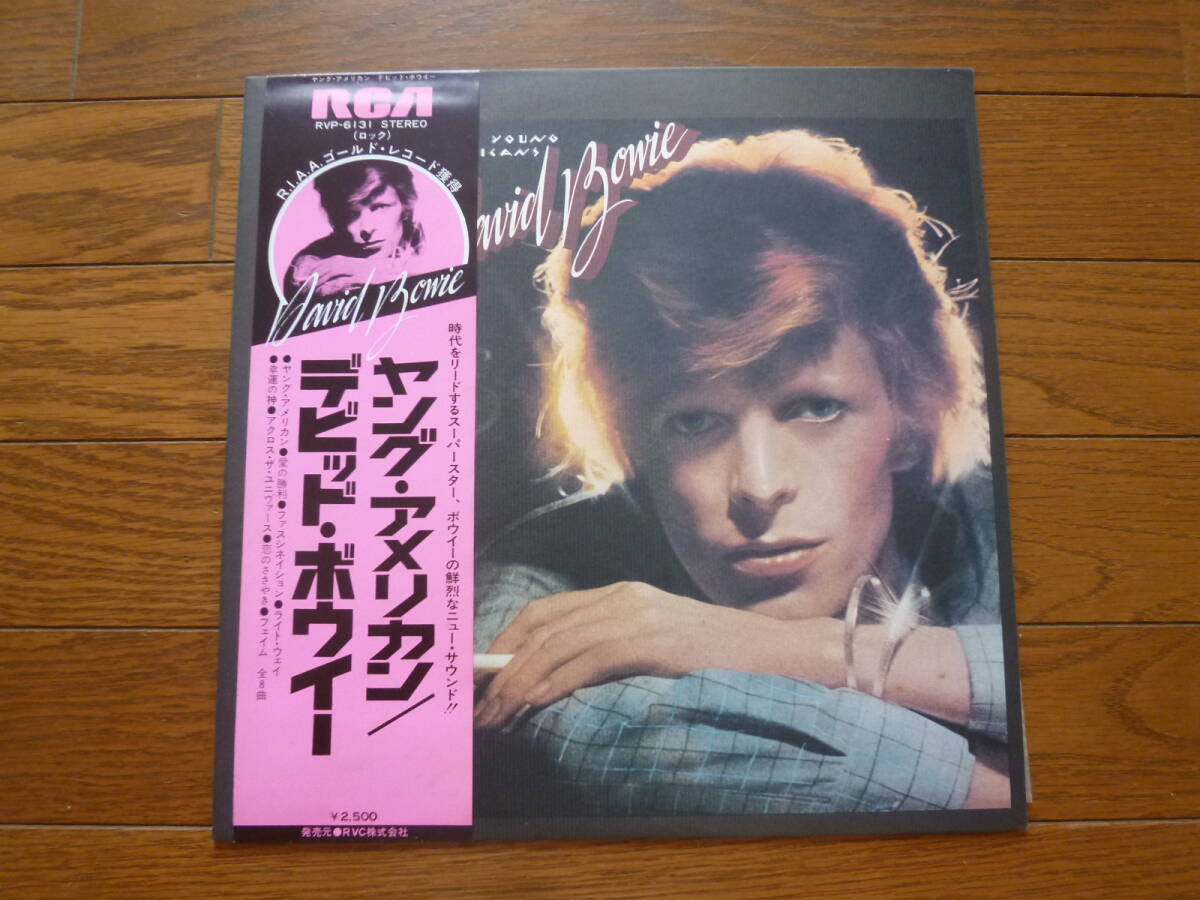 ヤング・アメリカン デビッド・ボウイー
RCA
RVP-6131 STEREO
(ロック)
R.I.A.A.ゴールド・レコード獲得
David Bowie
時代をリードするスーパースター、ボウイーの鮮烈なニュー・サウンド!!
ヤング・アメリカン/
デビッド・ボウイー
●ヤング・アメリカン●愛の勝利●ファスシネイション●ライト・ウェイ
●幸運の神●アクロス・ザ・ユニヴァース●恋のささやき●フェイム 全8曲
¥2,500
発売元●RVC株式会社
YOUNG
ICANS
avid Bowie